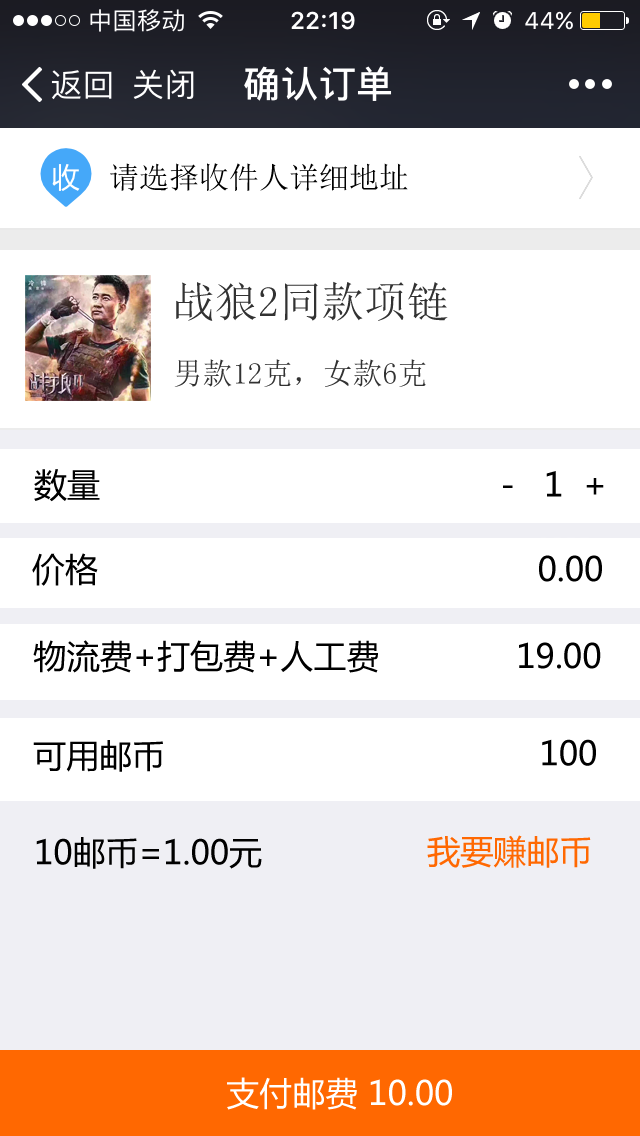 中国移动 22:19 44%
返回 关闭 确认订单
收 请选择收件人详细地址
战狼2同款项链
男款12克，女款6克
数量 - 1 +
价格 0.00
物流费+打包费+人工费 19.00
可用邮币 100
10邮币=1.00元 我要赚邮币
支付邮费 10.00